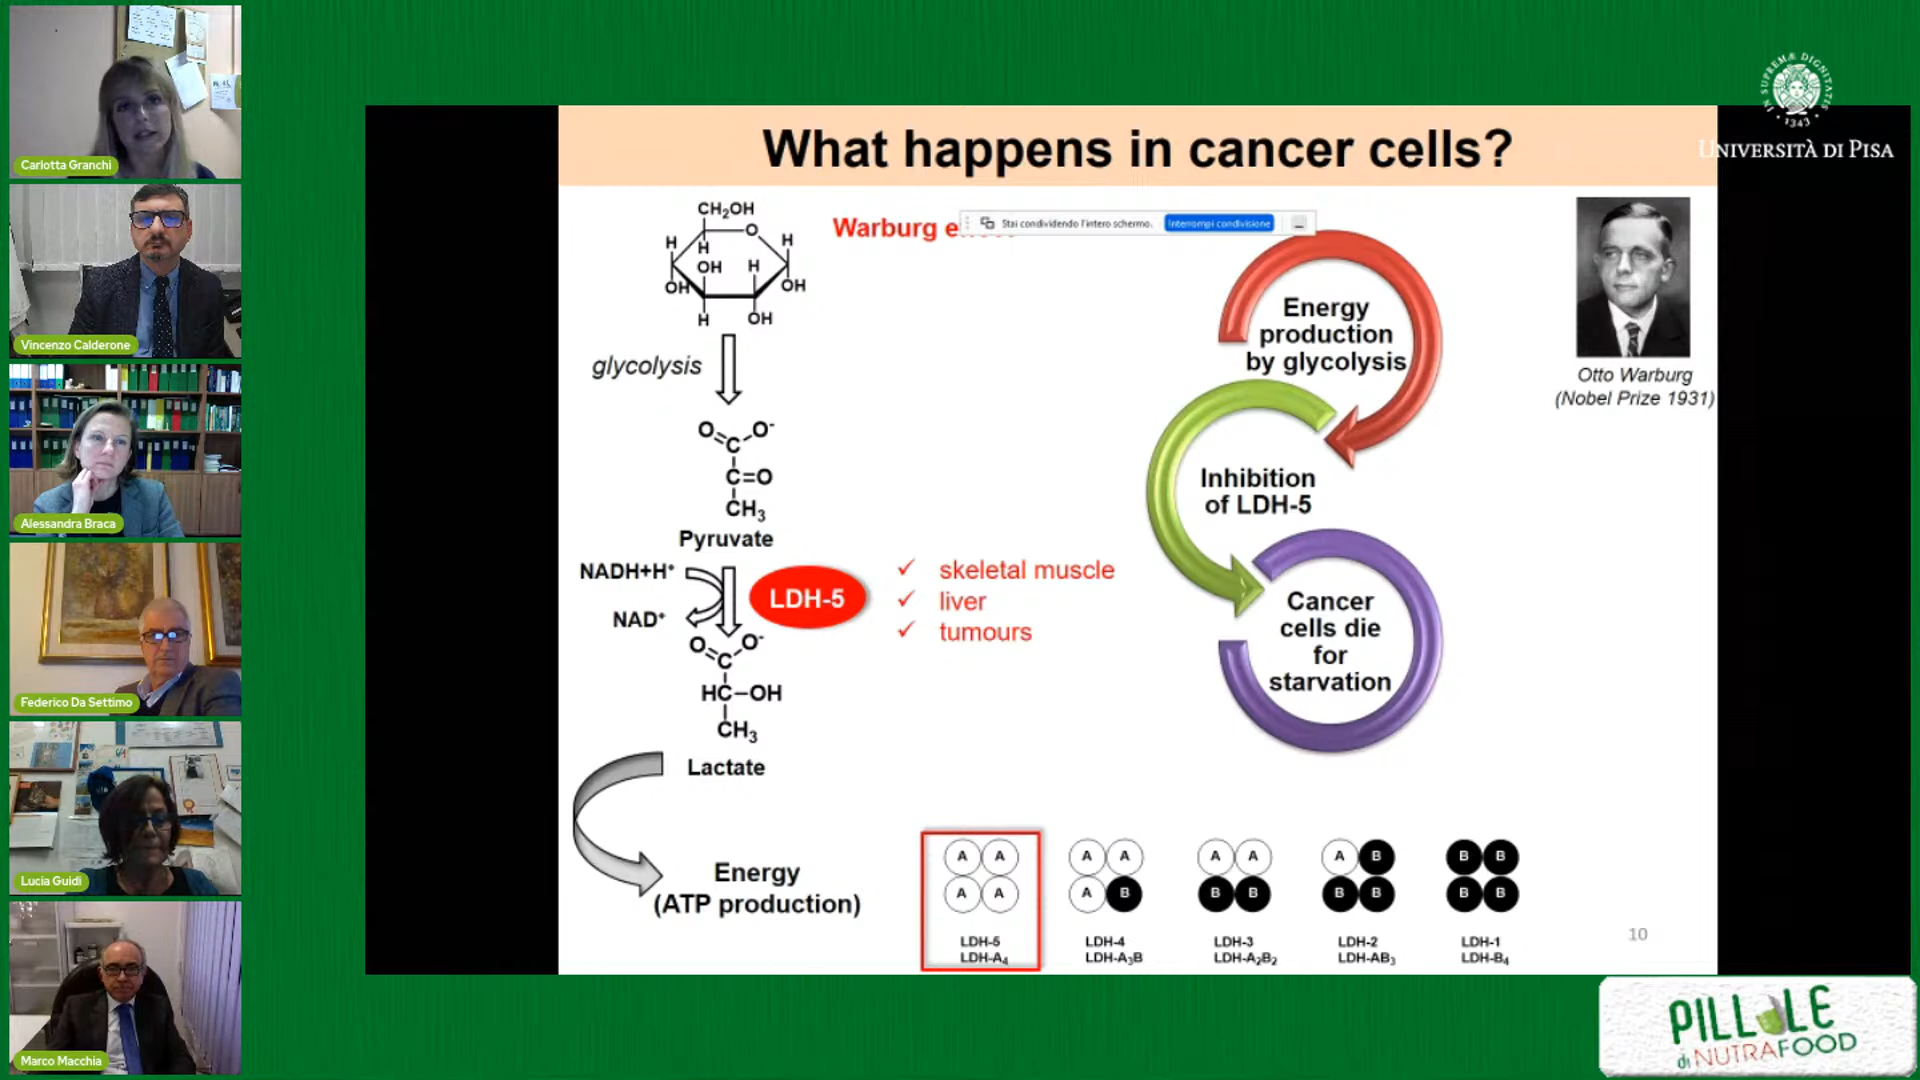 Carlotta Granchi
Vincenzo Calderone
Alessandra Braca
Federico Da Settimo
Lucia Guidi
Marco Macchia
What happens in cancer cells?
IN SUPREMÆ DIGNITATIS
· 1343 ·
UNIVERSITÀ DI PISA
Warburg
Stai condividendo l'intero schermo.
Interrompi condivisione
CH₂OH
O
H
H
H
OH
H
OH
OH
H
OH
glycolysis
O
O⁻
C
C=O
CH₃
Pyruvate
NADH+H⁺
NAD⁺
LDH-5
✓ skeletal muscle
✓ liver
✓ tumours
O
O⁻
C
HC–OH
CH₃
Lactate
Energy
(ATP production)
Energy
production
by glycolysis
Inhibition
of LDH-5
Cancer
cells die
for
starvation
Otto Warburg
(Nobel Prize 1931)
A A A A A A A B B B
A A A B B B B B B B
LDH-5 LDH-4 LDH-3 LDH-2 LDH-1
LDH-A₄ LDH-A₃B LDH-A₂B₂ LDH-AB₃ LDH-B₄
10
PILLOLE
di NUTRAFOOD